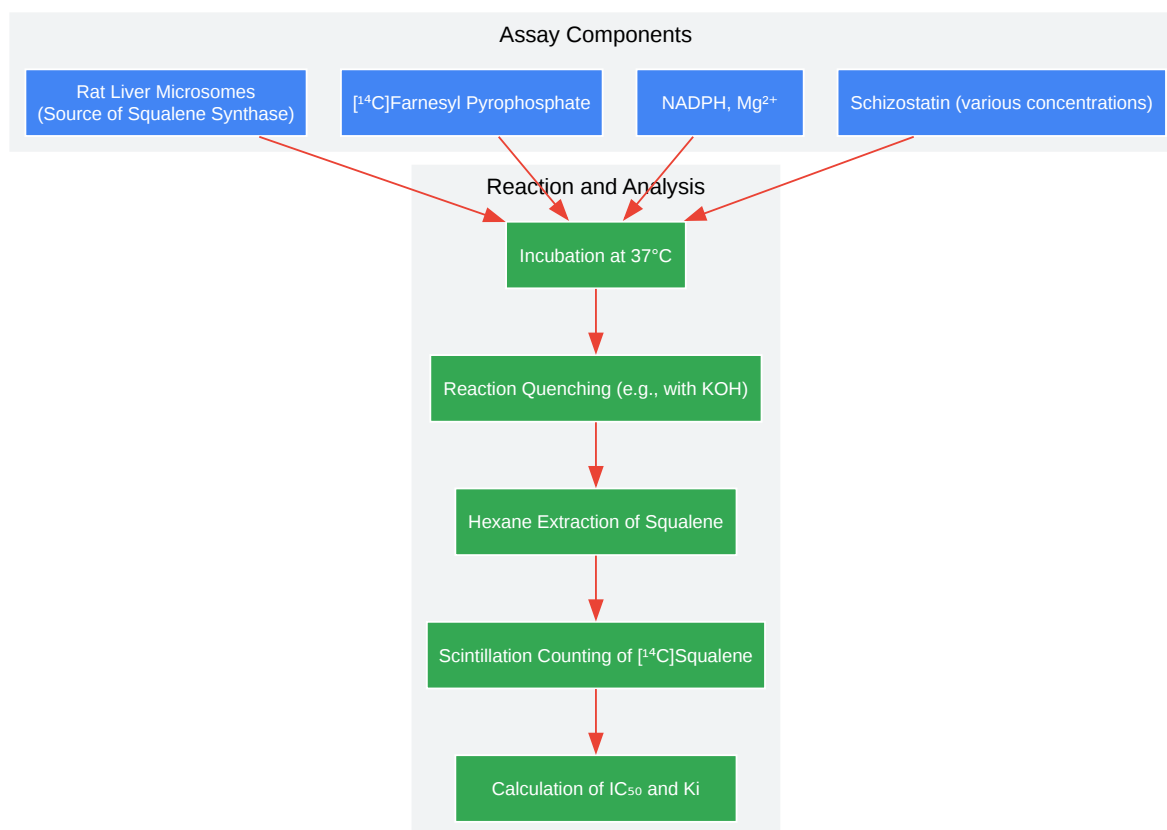 Assay Components
Rat Liver Microsomes
(Source of Squalene Synthase)
[¹⁴C]Farnesyl Pyrophosphate
NADPH, Mg²⁺
Schizostatin (various concentrations)
Reaction and Analysis
Incubation at 37°C
Reaction Quenching (e.g., with KOH)
Hexane Extraction of Squalene
Scintillation Counting of [¹⁴C]Squalene
Calculation of IC₅₀ and Ki